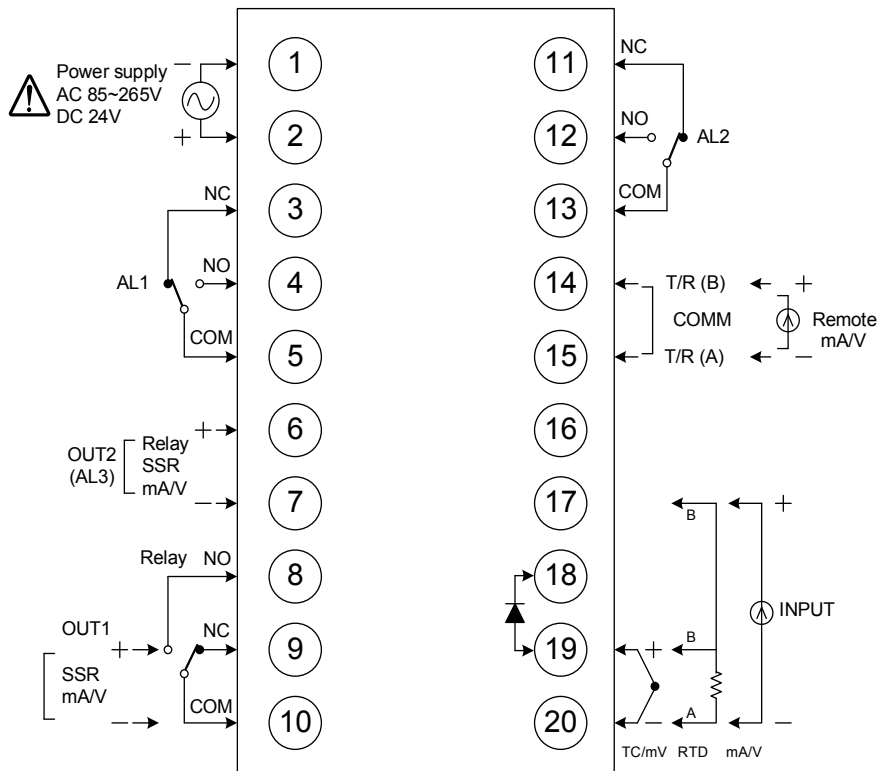 Power supply
AC 85~265V
DC 24V
−
+
1
2
NC
3
AL1
NO
4
COM
5
OUT2
(AL3)
Relay
SSR
mA/V
+
6
−
7
Relay
NO
8
OUT1
+
NC
9
SSR
mA/V
−
COM
10
NC
11
NO
12
AL2
COM
13
14
T/R (B)
+
COMM
Remote
mA/V
15
T/R (A)
−
16
17
B
+
18
INPUT
19
+
B
20
−
A
−
TC/mV
RTD
mA/V